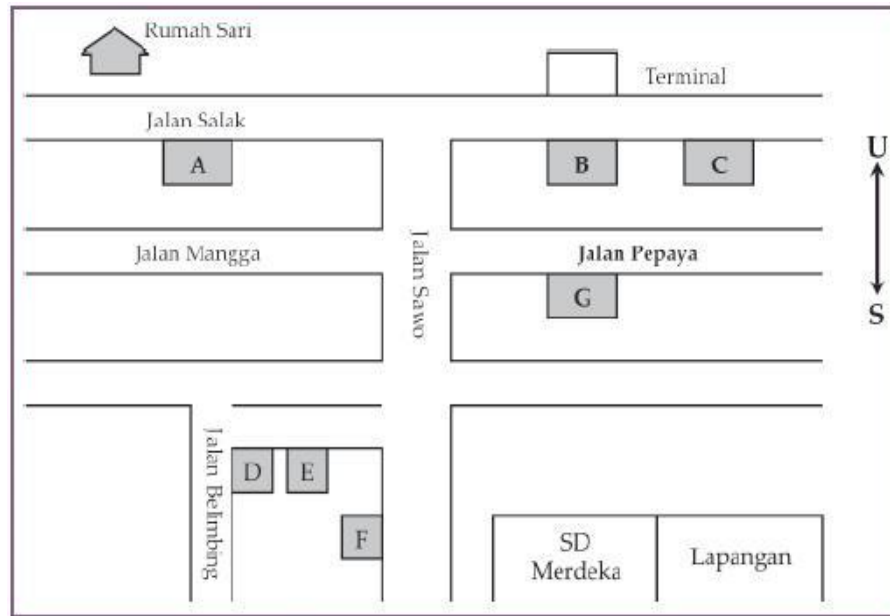 Rumah Sari
Terminal
Jalan Salak
A
B
C
U
Jalan Mangga
Jalan Sawo
Jalan Pepaya
G
S
Jalan Belimbing
D
E
F
SD
Merdeka
Lapangan